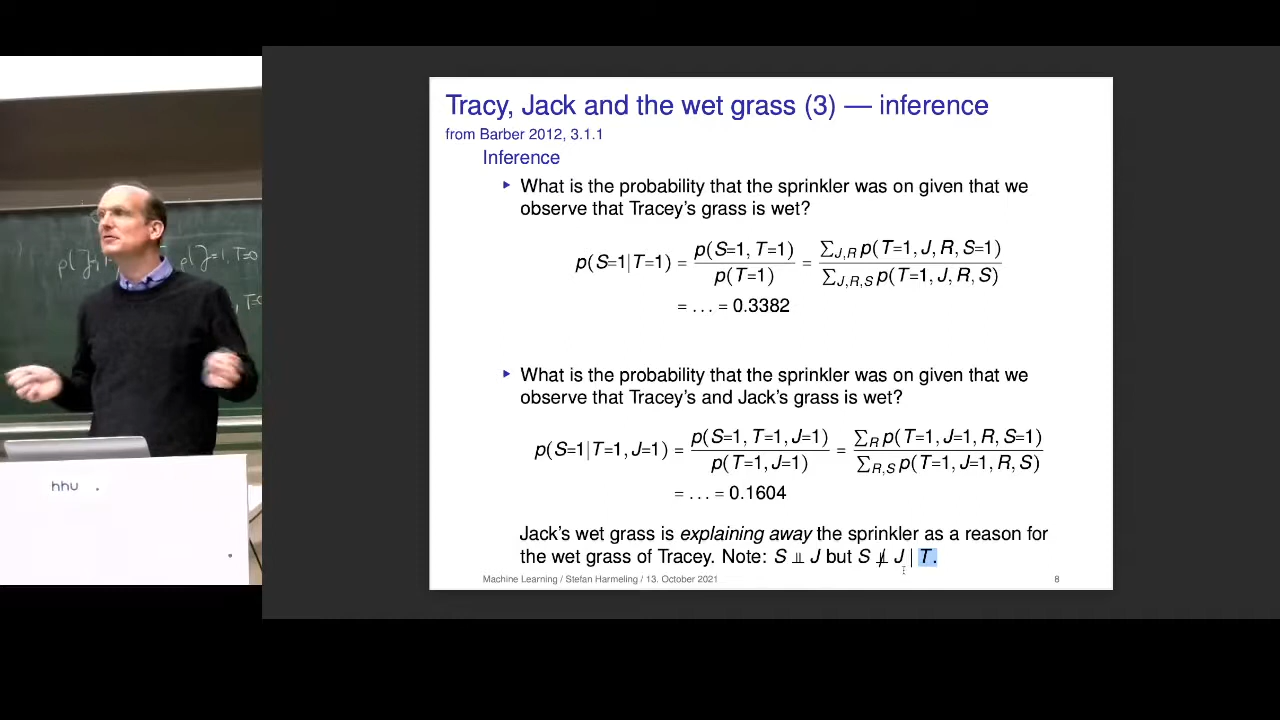 Tracy, Jack and the wet grass (3) — inference
from Barber 2012, 3.1.1
Inference
What is the probability that the sprinkler was on given that we
observe that Tracey's grass is wet?
p(S=1|T=1) = p(S=1, T=1) / p(T=1) = ∑_{J,R} p(T=1, J, R, S=1) / ∑_{J,R,S} p(T=1, J, R, S)
= ... = 0.3382
What is the probability that the sprinkler was on given that we
observe that Tracey's and Jack's grass is wet?
p(S=1|T=1, J=1) = p(S=1, T=1, J=1) / p(T=1, J=1) = ∑_R p(T=1, J=1, R, S=1) / ∑_{R,S} p(T=1, J=1, R, S)
= ... = 0.1604
Jack's wet grass is explaining away the sprinkler as a reason for
the wet grass of Tracey. Note: S ⫫ J but S ⫫̸ J | T.
Machine Learning / Stefan Harmeling / 13. October 2021 8
p(J=1, T=0
hhu .